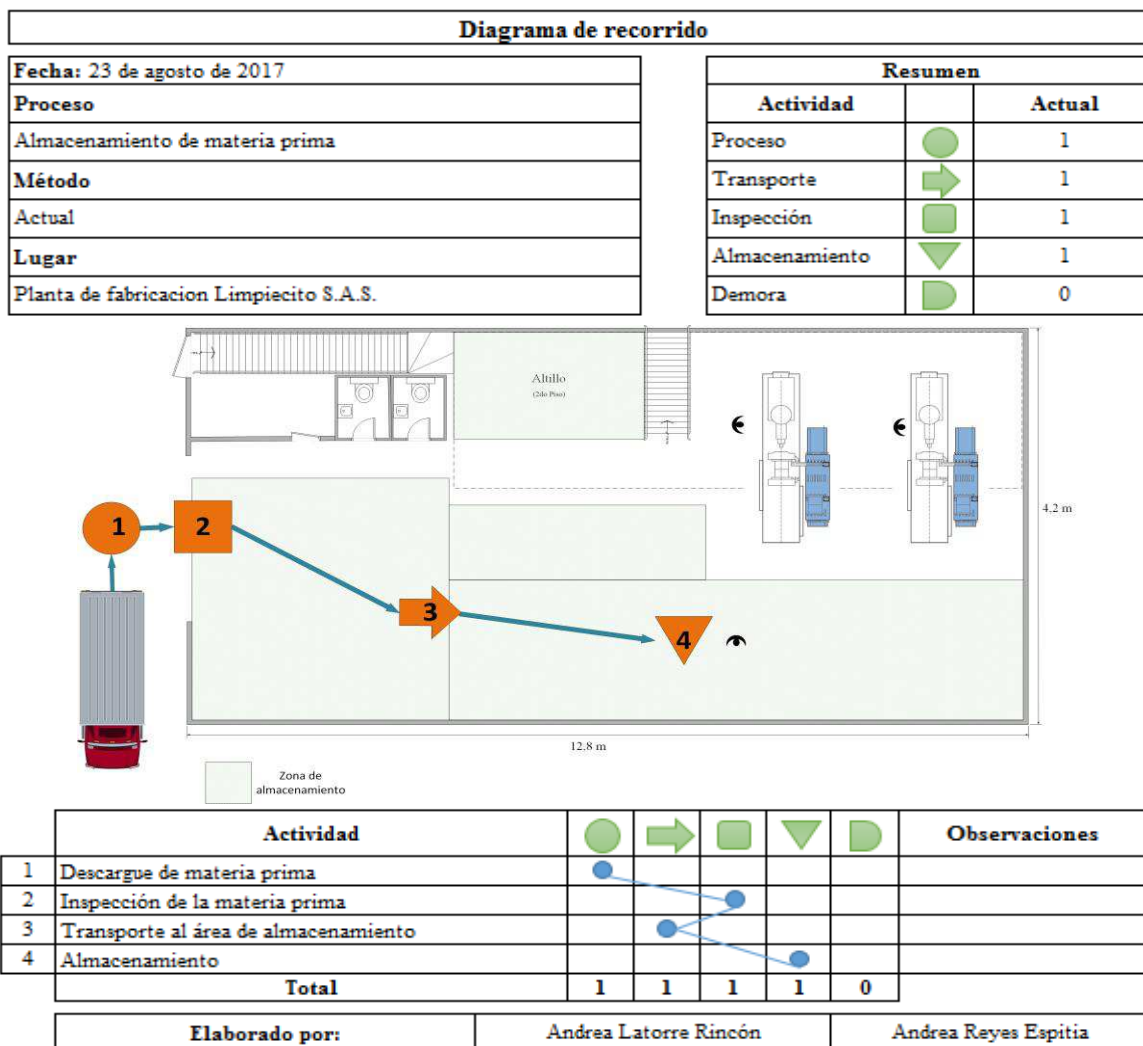 Diagrama de recorrido
Fecha: 23 de agosto de 2017
Proceso
Almacenamiento de materia prima
Método
Actual
Lugar
Planta de fabricacion Limpiecito S.A.S.
Resumen
Actividad Actual
Proceso 1
Transporte 1
Inspección 1
Almacenamiento 1
Demora 0
Altillo
(2do Piso)
1
2
3
4
4,2 m
12,8 m
Zona de
almacenamiento
Actividad Observaciones
1 Descargue de materia prima
2 Inspección de la materia prima
3 Transporte al área de almacenamiento
4 Almacenamiento
Total 1 1 1 1 0
Elaborado por: Andrea Latorre Rincón Andrea Reyes Espitia